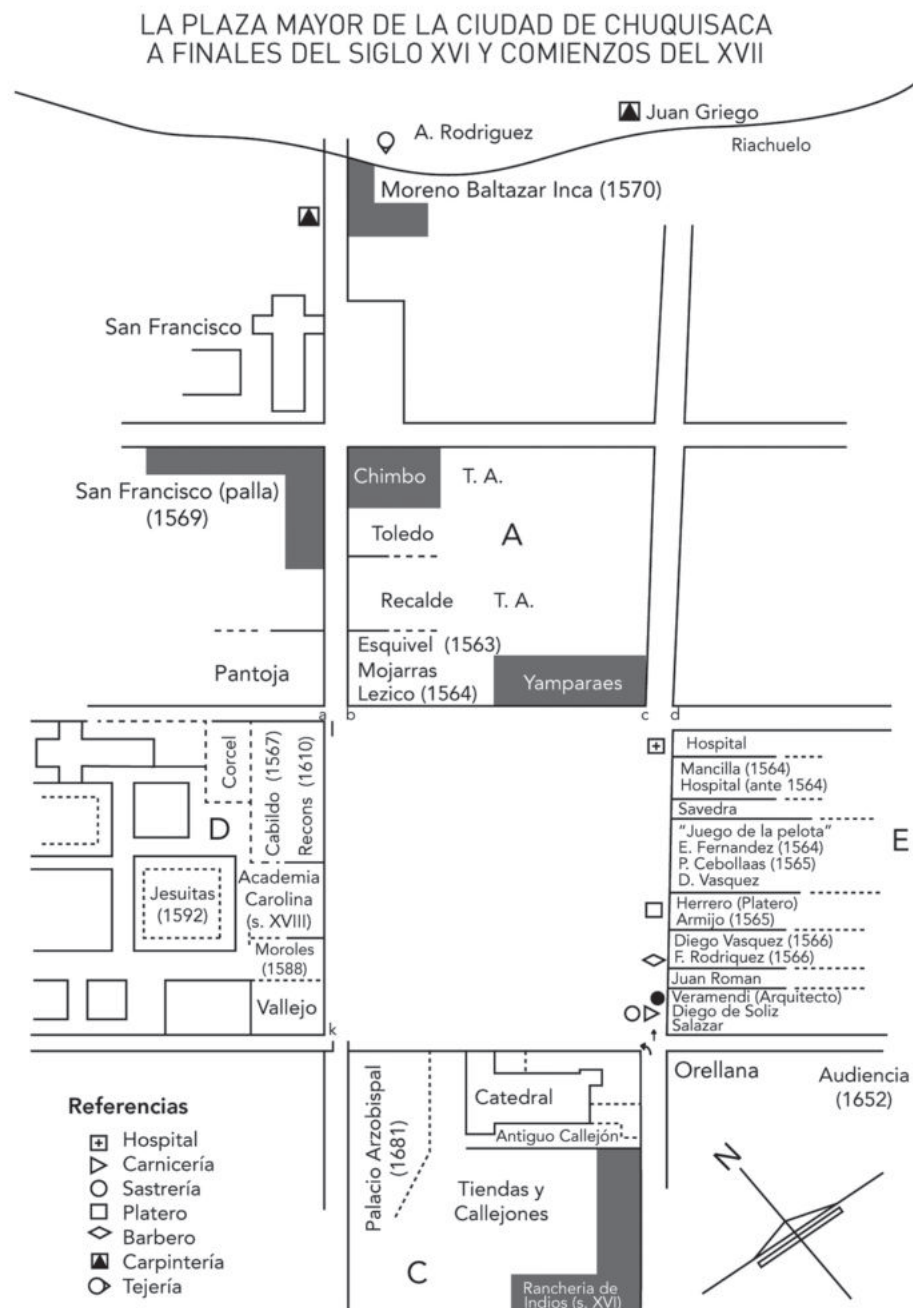 LA PLAZA MAYOR DE LA CIUDAD DE CHUQUISACA
A FINALES DEL SIGLO XVI Y COMIENZOS DEL XVII
Juan Griego
A. Rodriguez
Riachuelo
Moreno Baltazar Inca (1570)
San Francisco
Chimbo
T. A.
San Francisco (palla)
(1569)
Toledo
A
Recalde
T. A.
Esquivel (1563)
Mojarras
Lezico (1564)
Pantoja
Yamparaes
a
b
c
d
Corcel
Cabildo (1567)
Recons (1610)
D
Jesuitas
(1592)
Academia
Carolina
(s. XVIII)
Moroles
(1588)
Vallejo
k
Hospital
Mancilla (1564)
Hospital (ante 1564)
Savedra
"Juego de la pelota"
E. Fernandez (1564)
P. Cebollaas (1565)
D. Vasquez
E
Herrero (Platero)
Armijo (1565)
Diego Vasquez (1566)
F. Rodriquez (1566)
Juan Roman
Veramendi (Arquitecto)
Diego de Soliz
Salazar
Orellana
Audiencia
(1652)
Palacio Arzobispal
(1681)
Catedral
Antiguo Callejón
Tiendas y
Callejones
C
Rancheria de
Indios (s. XVI)
N
Referencias
Hospital
Carnicería
Sastrería
Platero
Barbero
Carpintería
Tejería